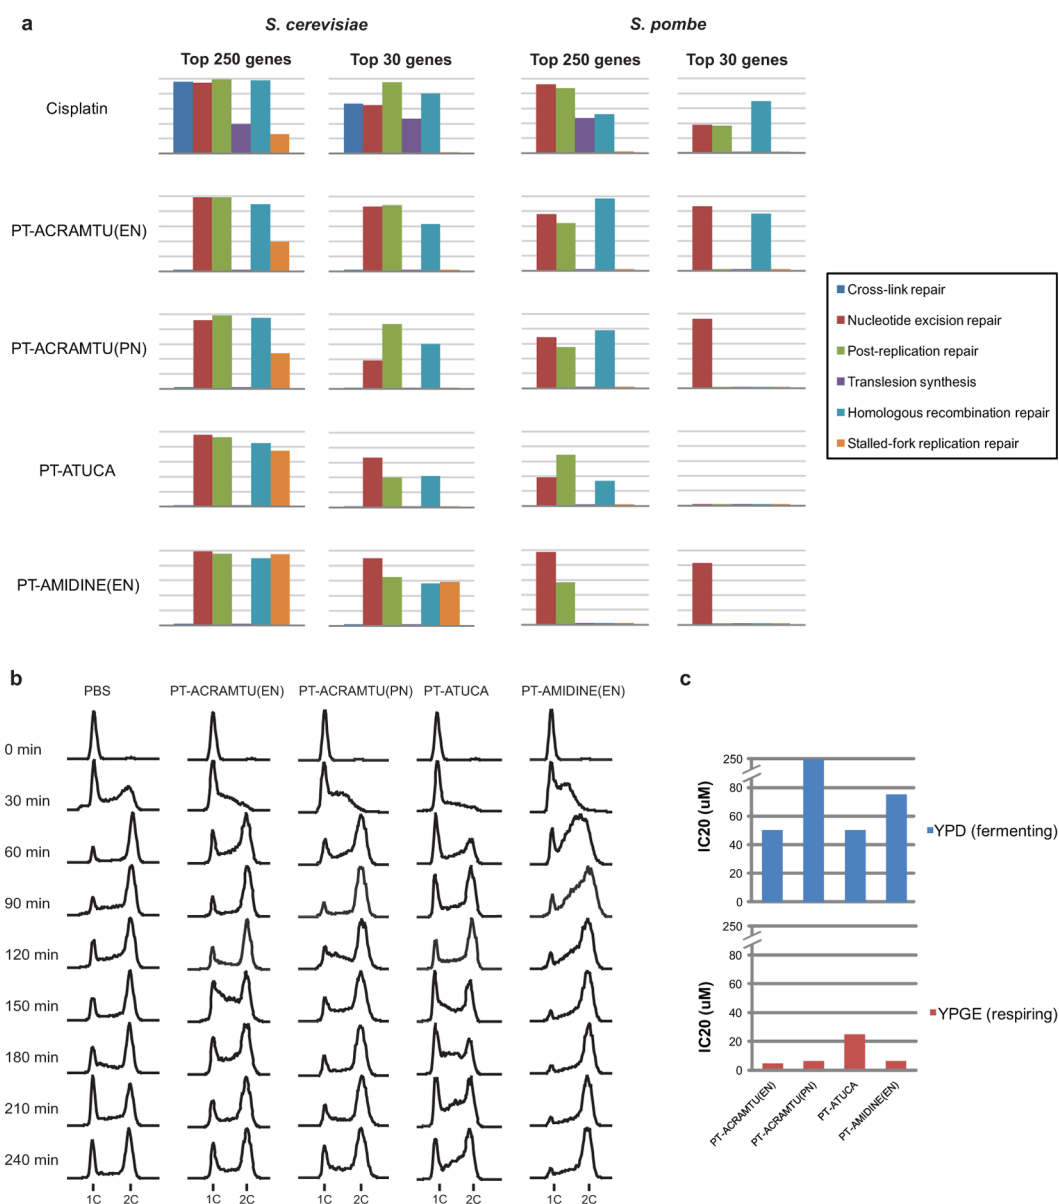 a
S. cerevisiae
S. pombe
Top 250 genes
Top 30 genes
Top 250 genes
Top 30 genes
Cisplatin
PT-ACRAMTU(EN)
PT-ACRAMTU(PN)
PT-ATUCA
PT-AMIDINE(EN)
Cross-link repair
Nucleotide excision repair
Post-replication repair
Translesion synthesis
Homologous recombination repair
Stalled-fork replication repair
b
PBS
PT-ACRAMTU(EN)
PT-ACRAMTU(PN)
PT-ATUCA
PT-AMIDINE(EN)
0 min
30 min
60 min
90 min
120 min
150 min
180 min
210 min
240 min
1C 2C
1C 2C
1C 2C
1C 2C
1C 2C
c
IC20 (uM)
250
80
60
40
20
0
YPD (fermenting)
IC20 (uM)
250
80
60
40
20
0
YPGE (respiring)
PT-ACRAMTU(EN)
PT-ACRAMTU(PN)
PT-ATUCA
PT-AMIDINE(EN)